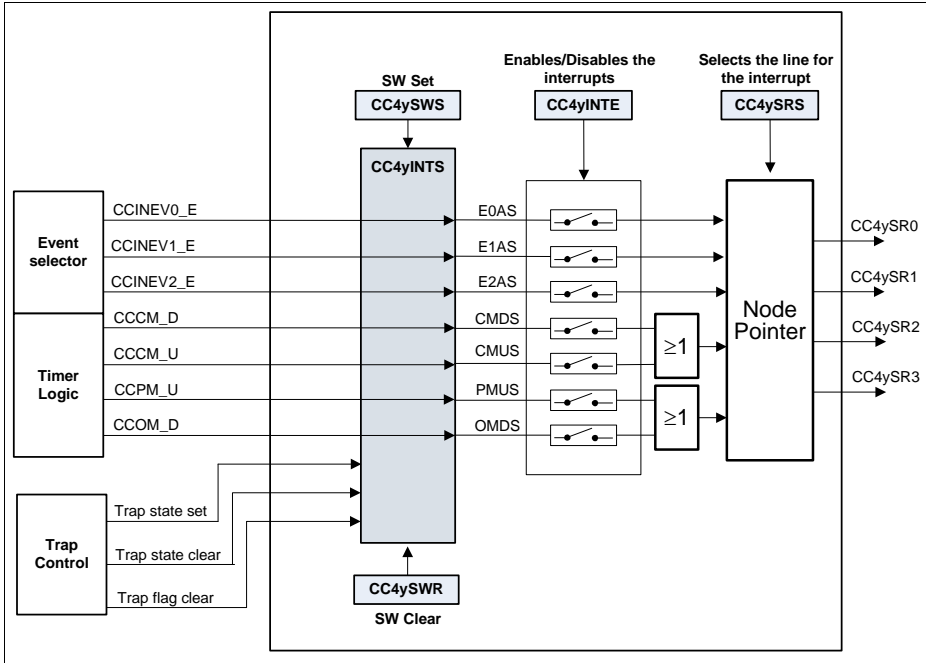 Enables/Disables the
interrupts
Selects the line for
the interrupt
SW Set
CC4ySWS
CC4yINTE
CC4ySRS
CC4yINTS
Event
selector
CCINEV0_E
CCINEV1_E
CCINEV2_E
Timer
Logic
CCCM_D
CCCM_U
CCPM_U
CCOM_D
Trap
Control
Trap state set
Trap state clear
Trap flag clear
E0AS
E1AS
E2AS
CMDS
CMUS
PMUS
OMDS
≥1
≥1
Node
Pointer
CC4ySR0
CC4ySR1
CC4ySR2
CC4ySR3
CC4ySWR
SW Clear